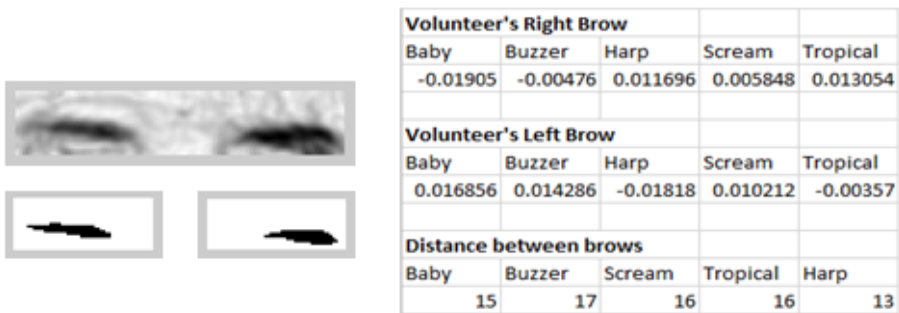 Volunteer's Right Brow
Baby Buzzer Harp Scream Tropical
-0.01905 -0.00476 0.011696 0.005848 0.013054
Volunteer's Left Brow
Baby Buzzer Harp Scream Tropical
0.016856 0.014286 -0.01818 0.010212 -0.00357
Distance between brows
Baby Buzzer Scream Tropical Harp
15 17 16 16 13